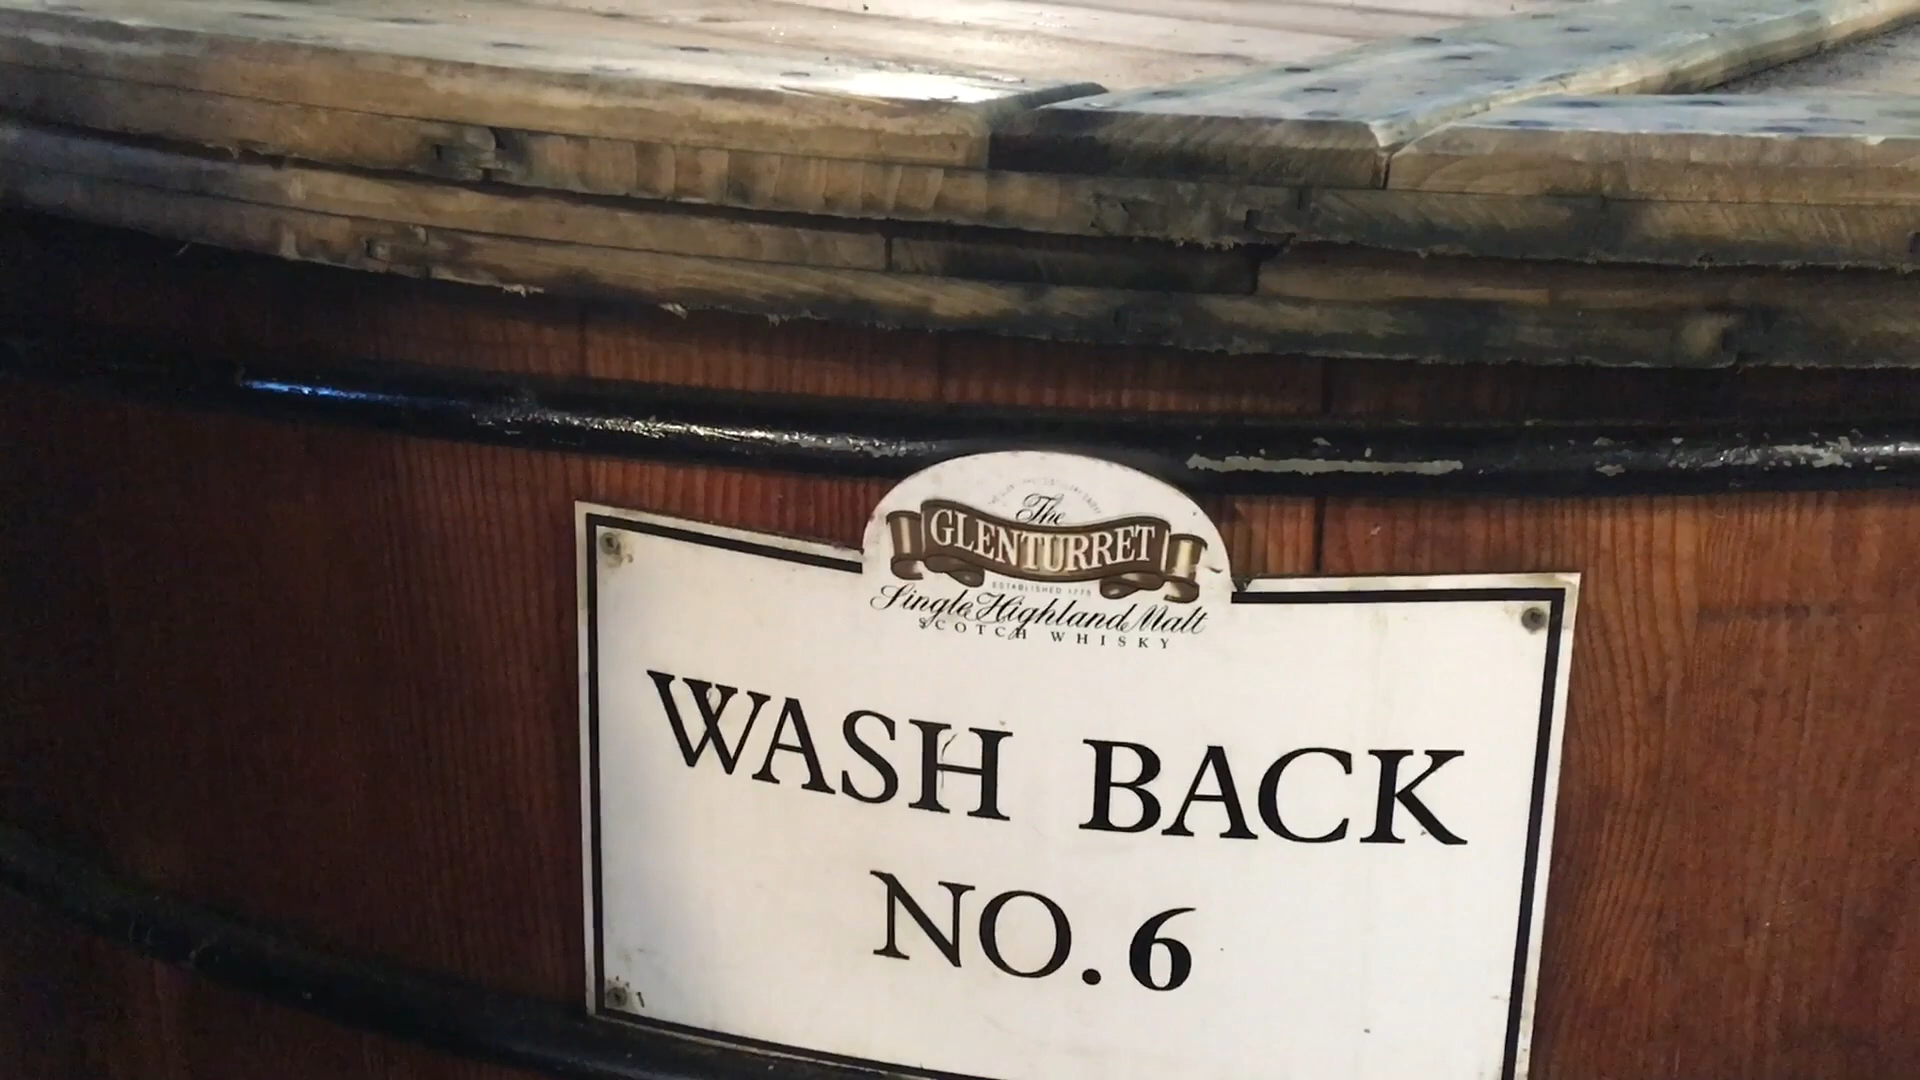 The
GLENTURRET
ESTABLISHED 1775
Single Highland Malt
SCOTCH WHISKY
WASH BACK
NO. 6